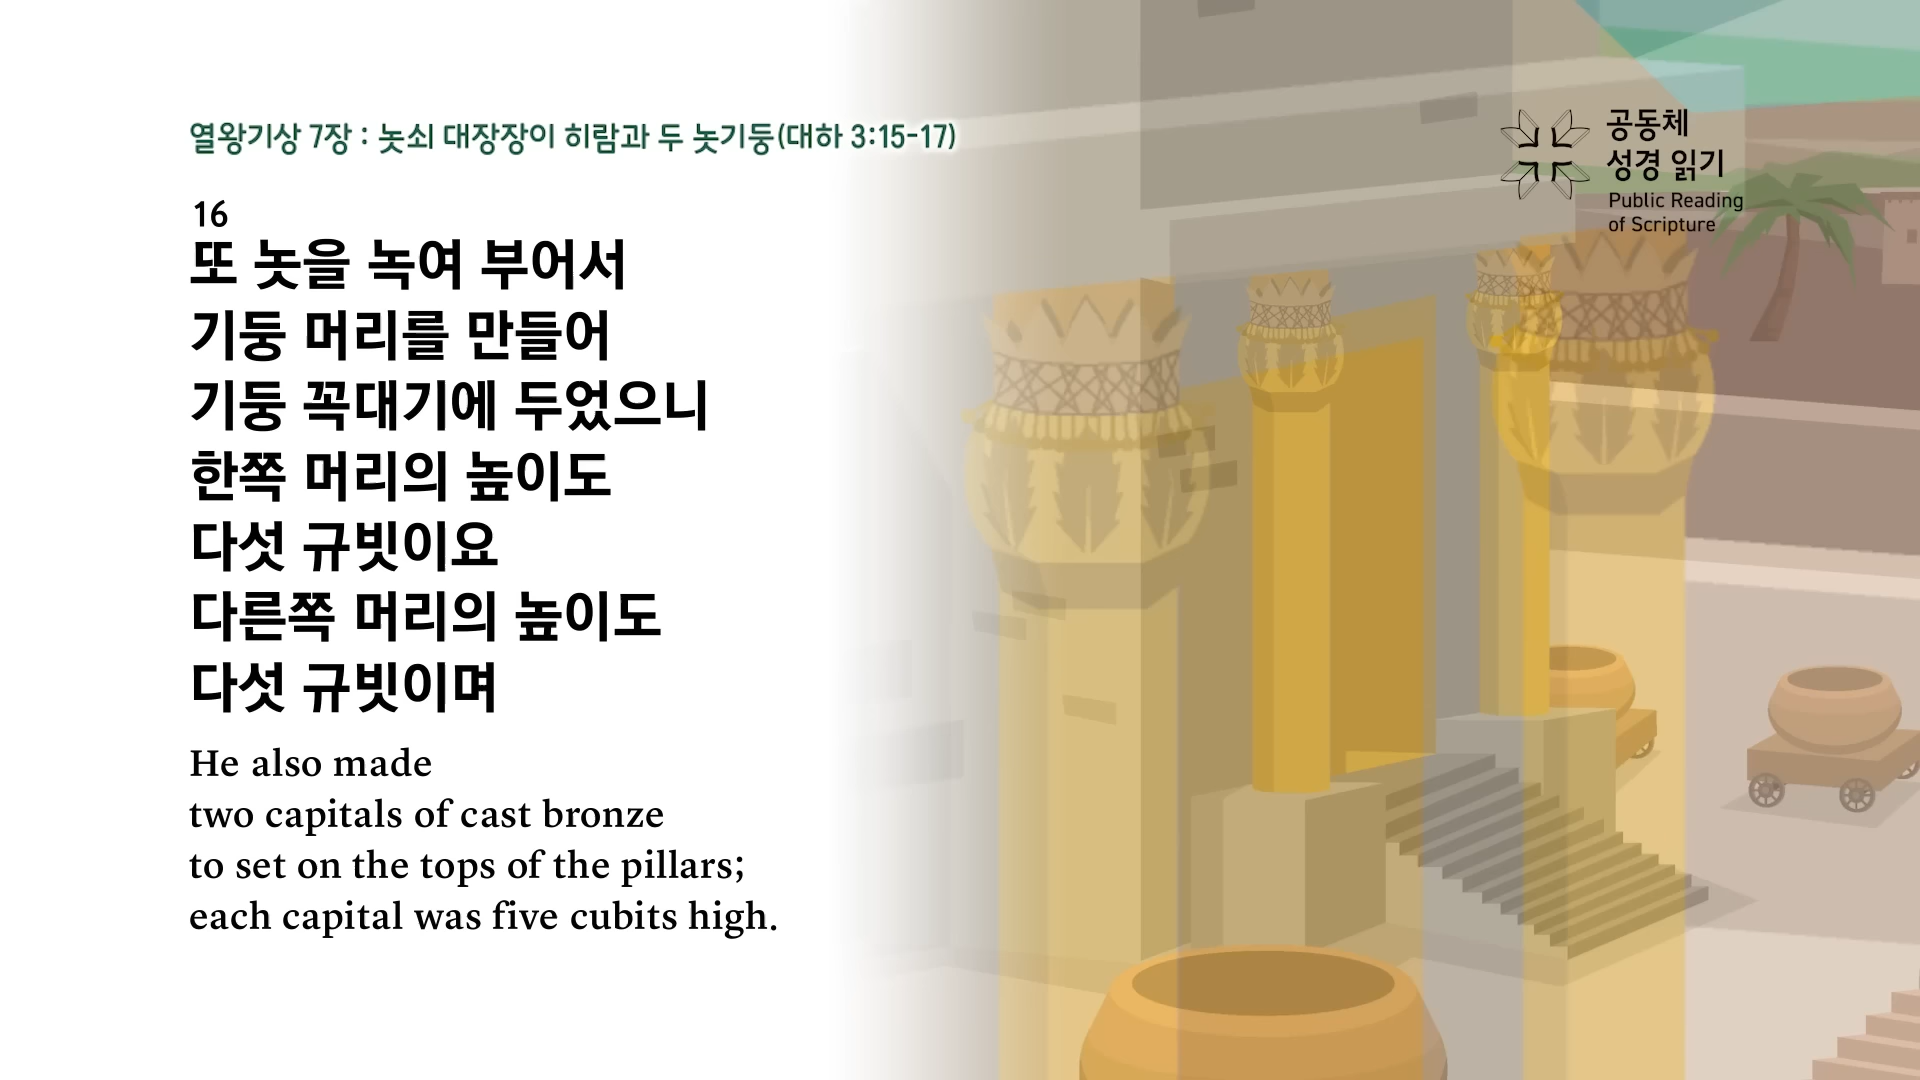 열왕기상 7장 : 놋쇠 대장장이 히람과 두 놋기둥(대하 3:15-17)
공동체
성경 읽기
Public Reading
of Scripture
16
또 놋을 녹여 부어서
기둥 머리를 만들어
기둥 꼭대기에 두었으니
한쪽 머리의 높이도
다섯 규빗이요
다른쪽 머리의 높이도
다섯 규빗이며
He also made
two capitals of cast bronze
to set on the tops of the pillars;
each capital was five cubits high.